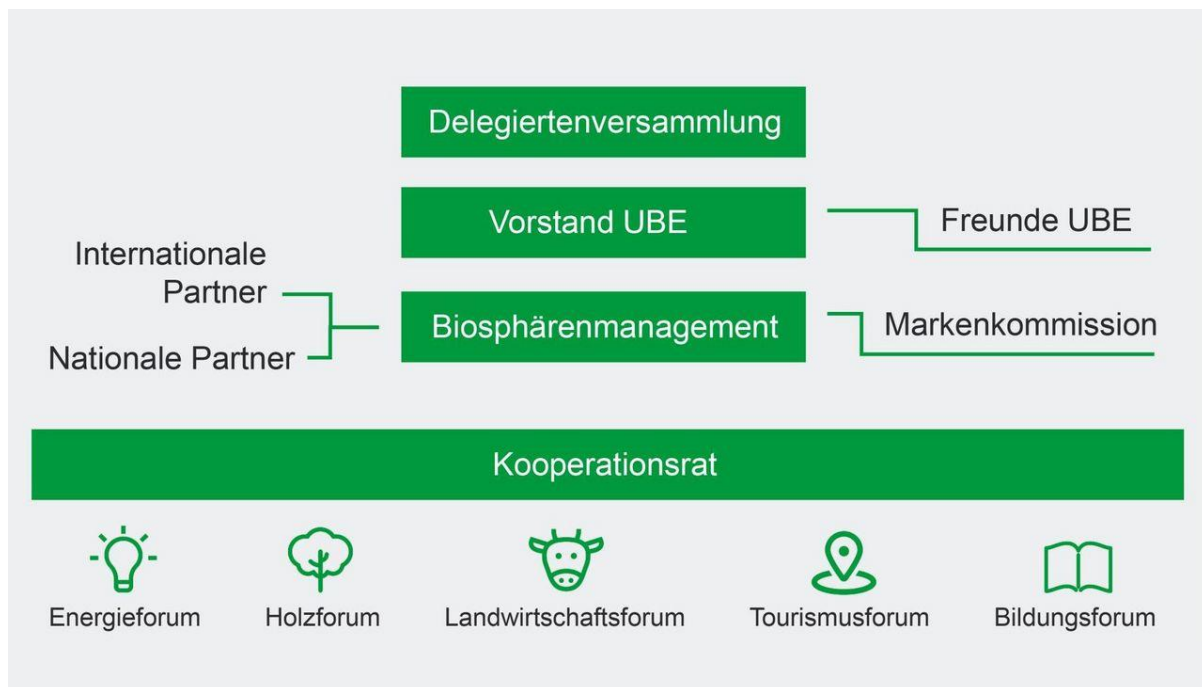 Delegiertenversammlung
Vorstand UBE
Freunde UBE
Internationale
Partner
Biosphärenmanagement
Markenkommission
Nationale Partner
Kooperationsrat
Energieforum
Holzforum
Landwirtschaftsforum
Tourismusforum
Bildungsforum